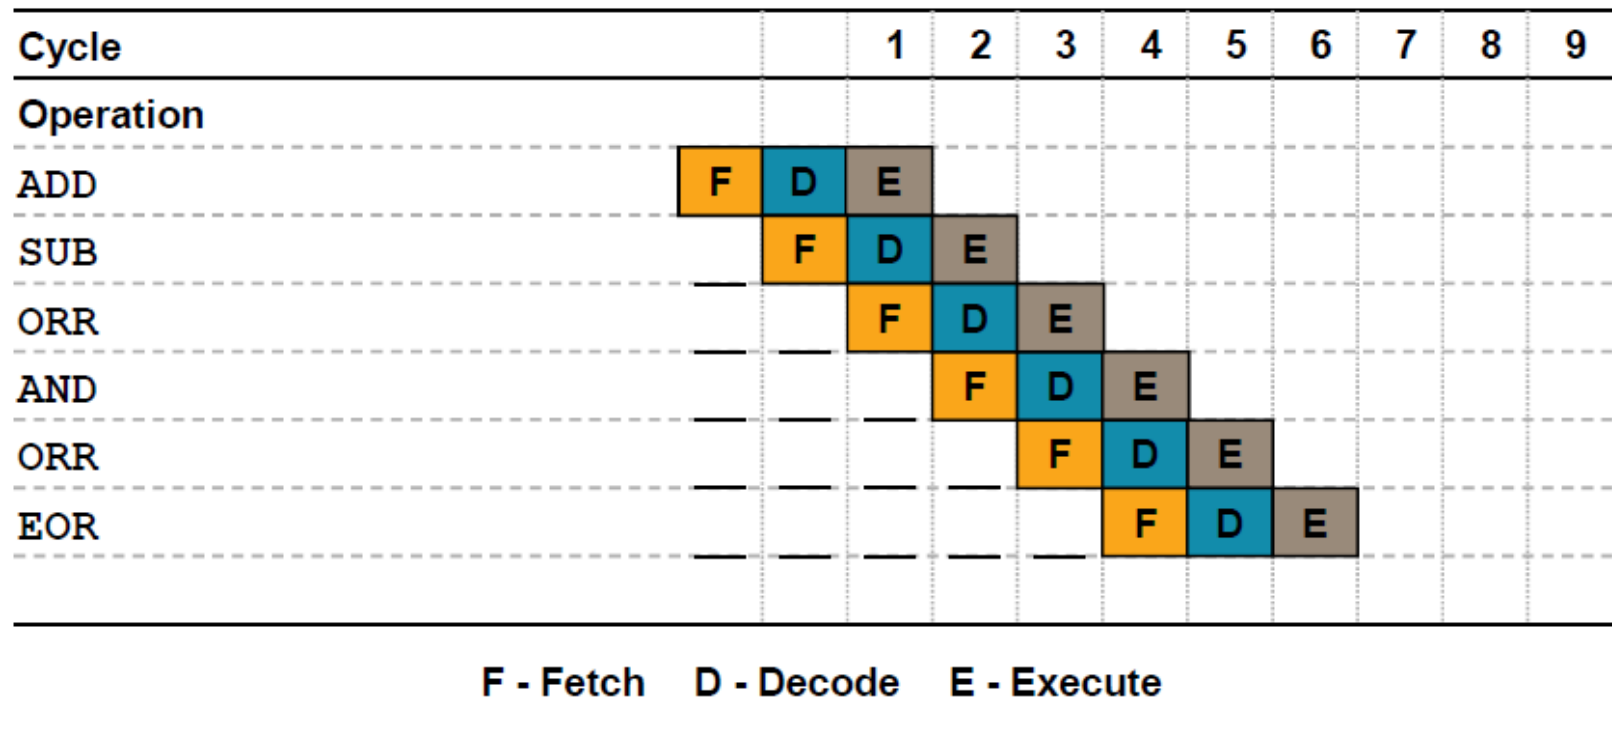 Cycle 1 2 3 4 5 6 7 8 9
Operation
ADD F D E
SUB F D E
ORR F D E
AND F D E
ORR F D E
EOR F D E
F - Fetch D - Decode E - Execute